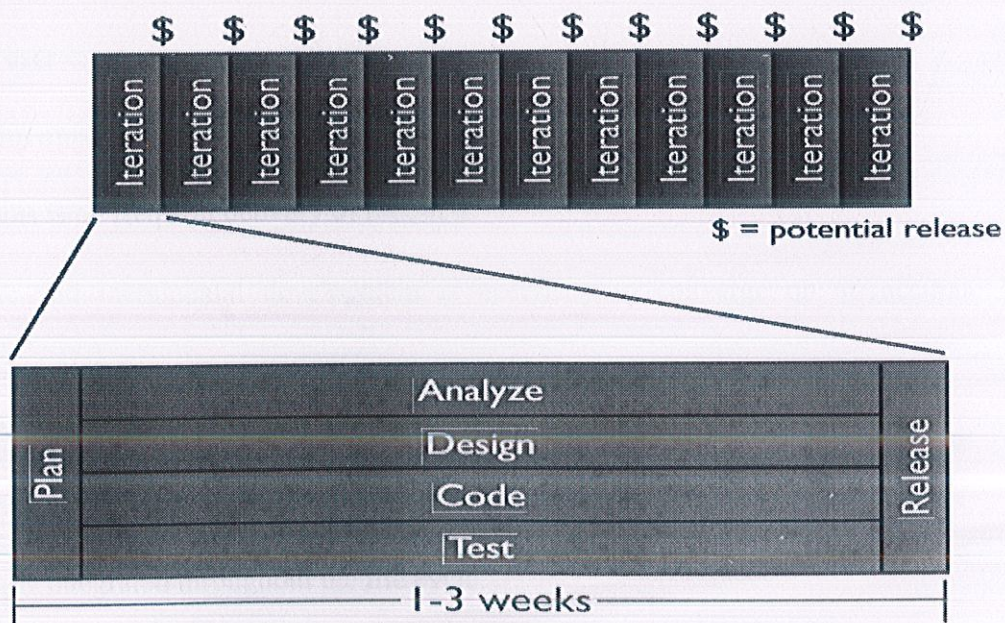 $ $ $ $ $ $ $ $ $ $ $ $
Iteration Iteration Iteration Iteration Iteration Iteration Iteration Iteration Iteration Iteration Iteration Iteration
$ = potential release
Analyze
Design
Plan
Code
Release
Test
1-3 weeks